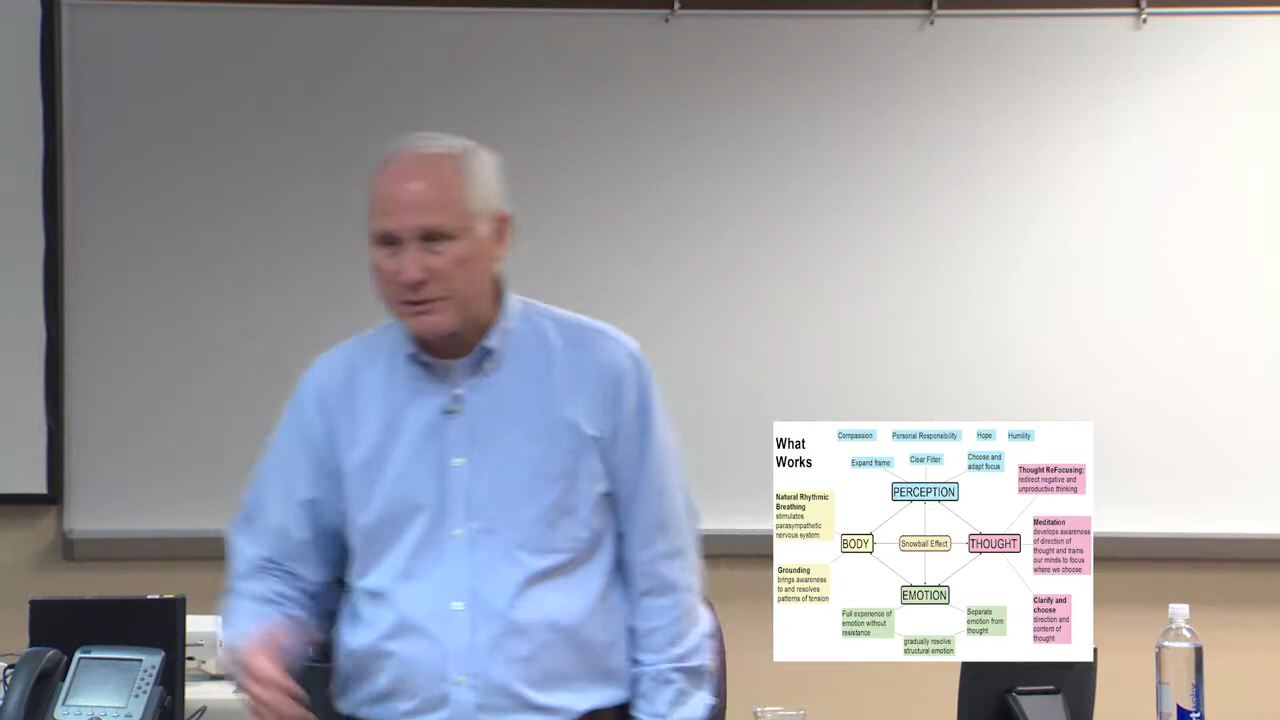 What
Works
Compassion
Personal Responsibility
Hope
Humility
Expand frame
Clear Filter
Choose and
adapt focus
PERCEPTION
Thought ReFocusing:
redirect negative and
unproductive thinking
Natural Rhythmic
Breathing
stimulates
parasympathetic
nervous system
BODY
Snowball Effect
THOUGHT
Meditation
develops awareness
of direction of
thought and trains
our minds to focus
where we choose
Grounding
brings awareness
to and resolves
patterns of tension
EMOTION
Full experience of
emotion without
resistance
Separate
emotion from
thought
gradually resolve
structural emotion
Clarify and
choose
direction and
content of
thought